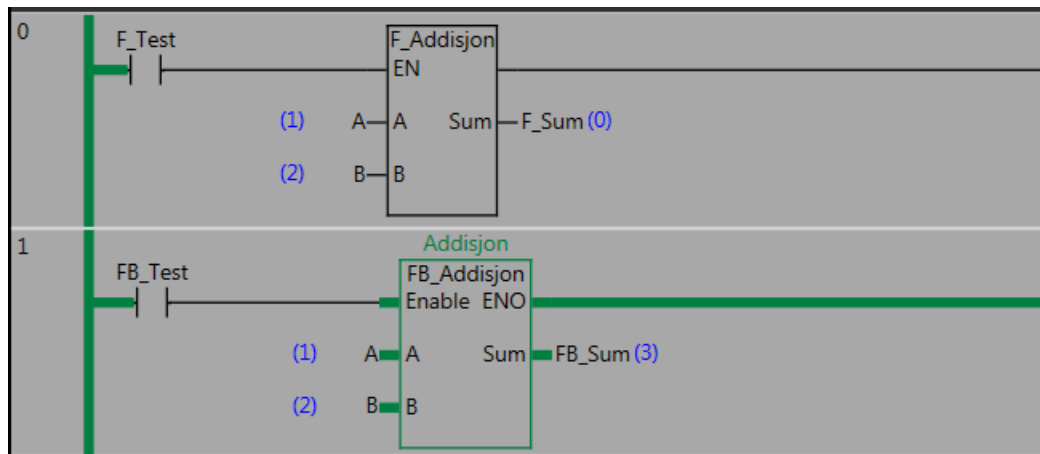 0
F_Test
F_Addisjon
EN
(1) A A Sum F_Sum (0)
(2) B B
1
Addisjon
FB_Test
FB_Addisjon
Enable ENO
(1) A A Sum FB_Sum (3)
(2) B B